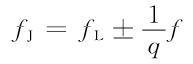 f_J = f_L ± \frac{1}{q} f